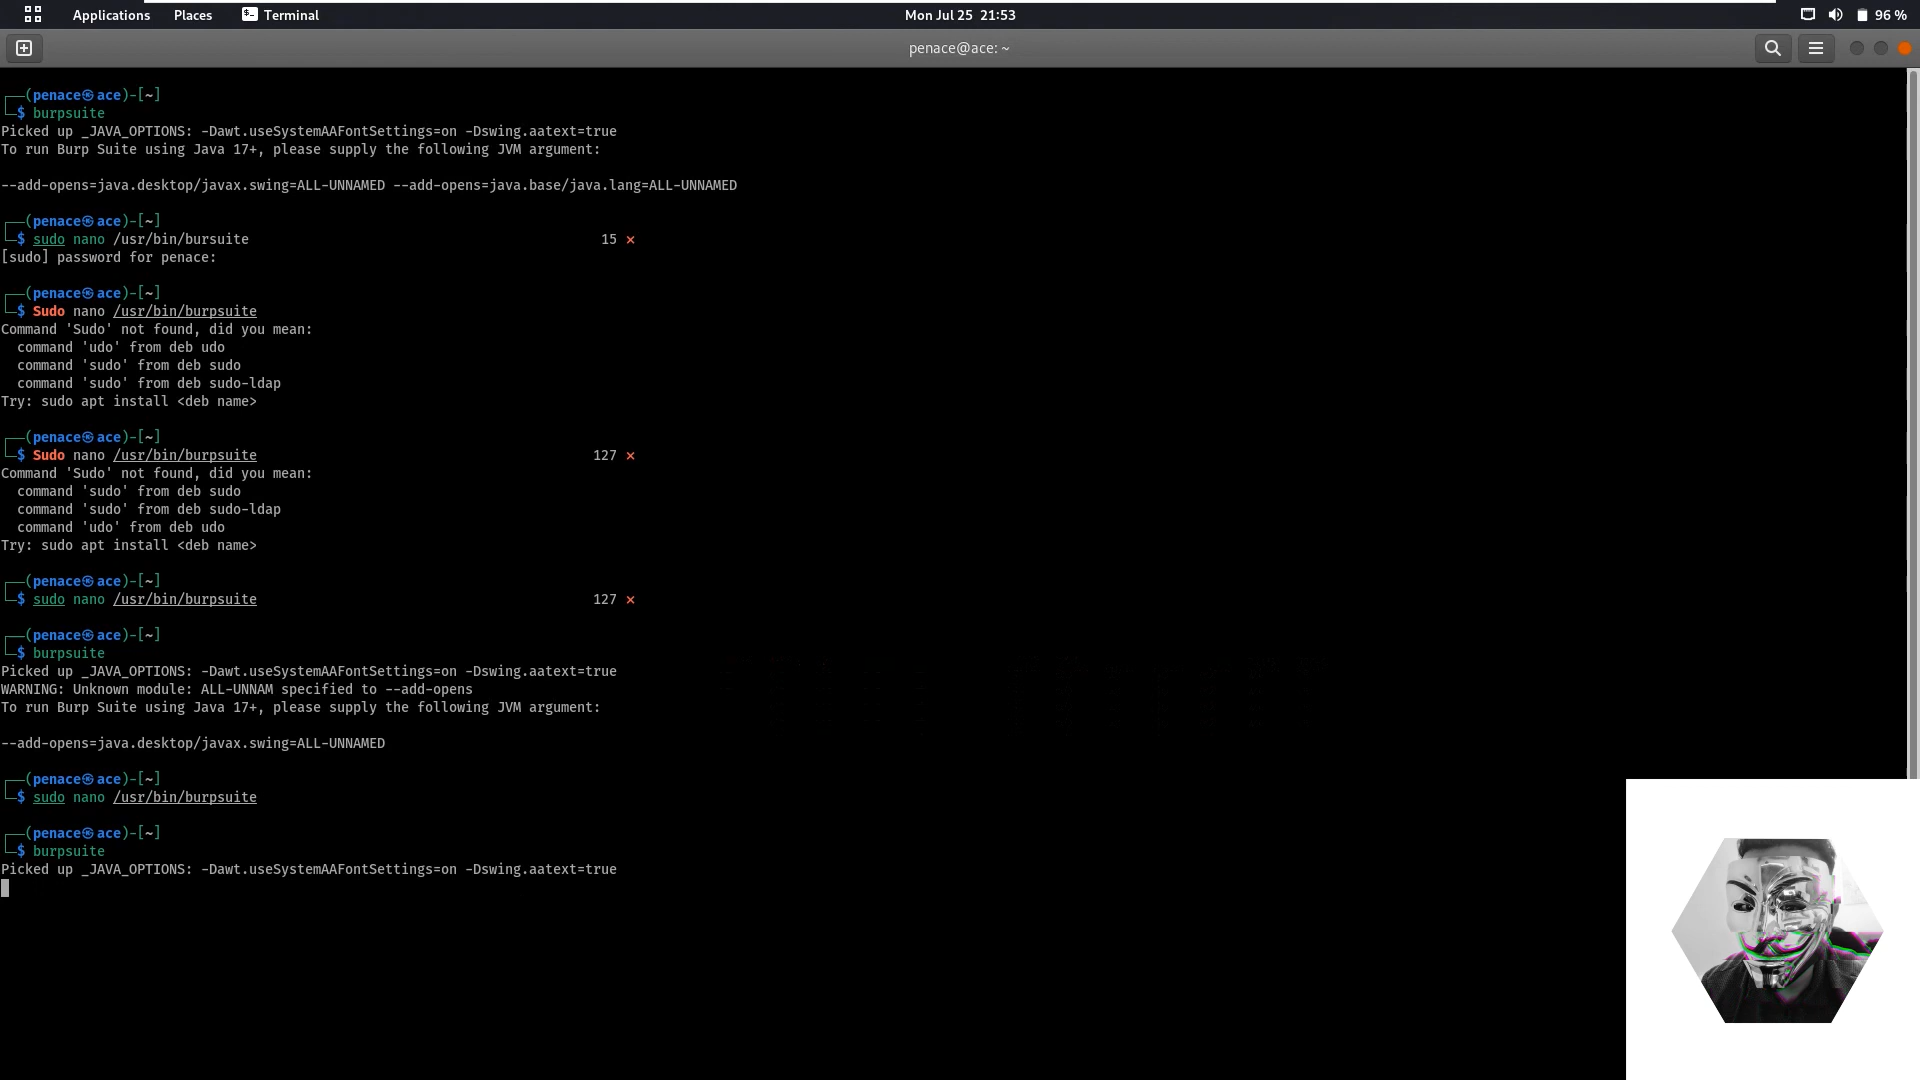 Applications Places Terminal Mon Jul 25 21:53 96 %
penace@ace: ~
┌──(penace㉿ace)-[~]
└─$ burpsuite
Picked up _JAVA_OPTIONS: -Dawt.useSystemAAFontSettings=on -Dswing.aatext=true
To run Burp Suite using Java 17+, please supply the following JVM argument:
--add-opens=java.desktop/javax.swing=ALL-UNNAMED --add-opens=java.base/java.lang=ALL-UNNAMED
┌──(penace㉿ace)-[~]
└─$ sudo nano /usr/bin/bursuite 15 ⨯
[sudo] password for penace:
┌──(penace㉿ace)-[~]
└─$ Sudo nano /usr/bin/burpsuite
Command 'Sudo' not found, did you mean:
command 'udo' from deb udo
command 'sudo' from deb sudo
command 'sudo' from deb sudo-ldap
Try: sudo apt install <deb name>
┌──(penace㉿ace)-[~]
└─$ Sudo nano /usr/bin/burpsuite 127 ⨯
Command 'Sudo' not found, did you mean:
command 'sudo' from deb sudo
command 'sudo' from deb sudo-ldap
command 'udo' from deb udo
Try: sudo apt install <deb name>
┌──(penace㉿ace)-[~]
└─$ sudo nano /usr/bin/burpsuite 127 ⨯
┌──(penace㉿ace)-[~]
└─$ burpsuite
Picked up _JAVA_OPTIONS: -Dawt.useSystemAAFontSettings=on -Dswing.aatext=true
WARNING: Unknown module: ALL-UNNAM specified to --add-opens
To run Burp Suite using Java 17+, please supply the following JVM argument:
--add-opens=java.desktop/javax.swing=ALL-UNNAMED
┌──(penace㉿ace)-[~]
└─$ sudo nano /usr/bin/burpsuite
┌──(penace㉿ace)-[~]
└─$ burpsuite
Picked up _JAVA_OPTIONS: -Dawt.useSystemAAFontSettings=on -Dswing.aatext=true